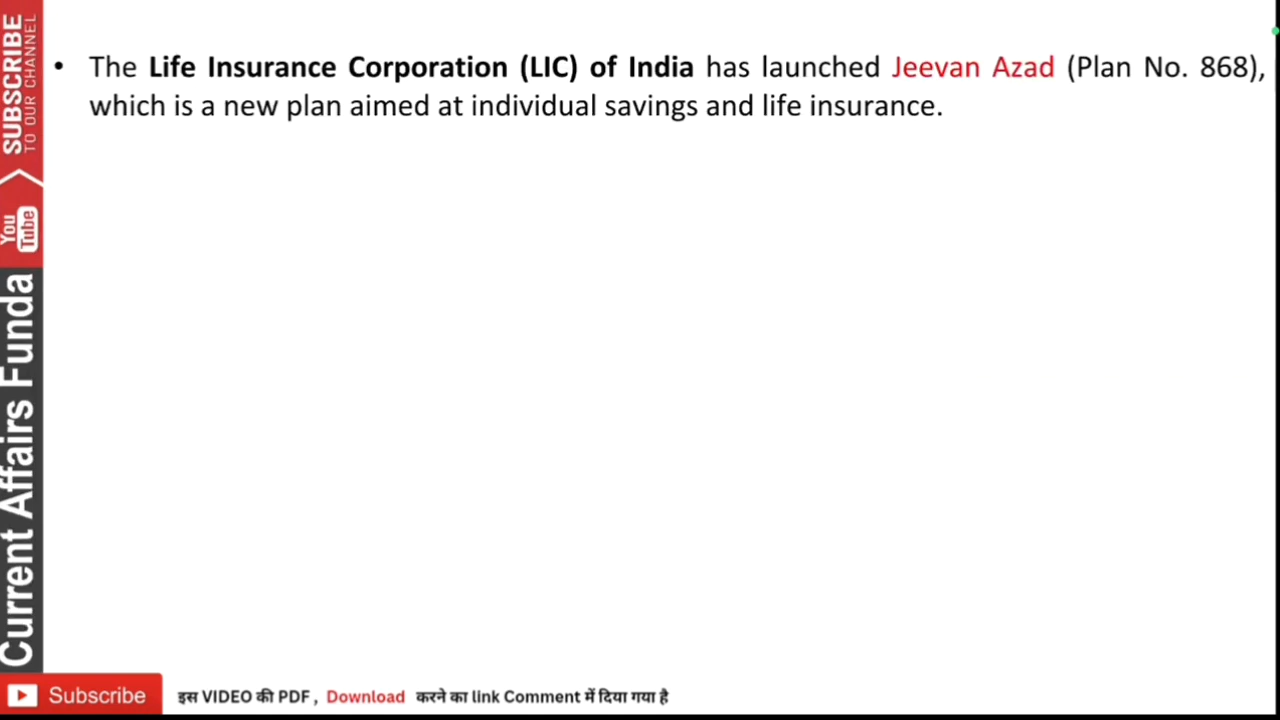 • The Life Insurance Corporation (LIC) of India has launched Jeevan Azad (Plan No. 868),
which is a new plan aimed at individual savings and life insurance.
SUBSCRIBE
TO OUR CHANNEL
You
Tube
Current Affairs Funda
Subscribe
इस VIDEO की PDF , Download करने का link Comment में दिया गया है